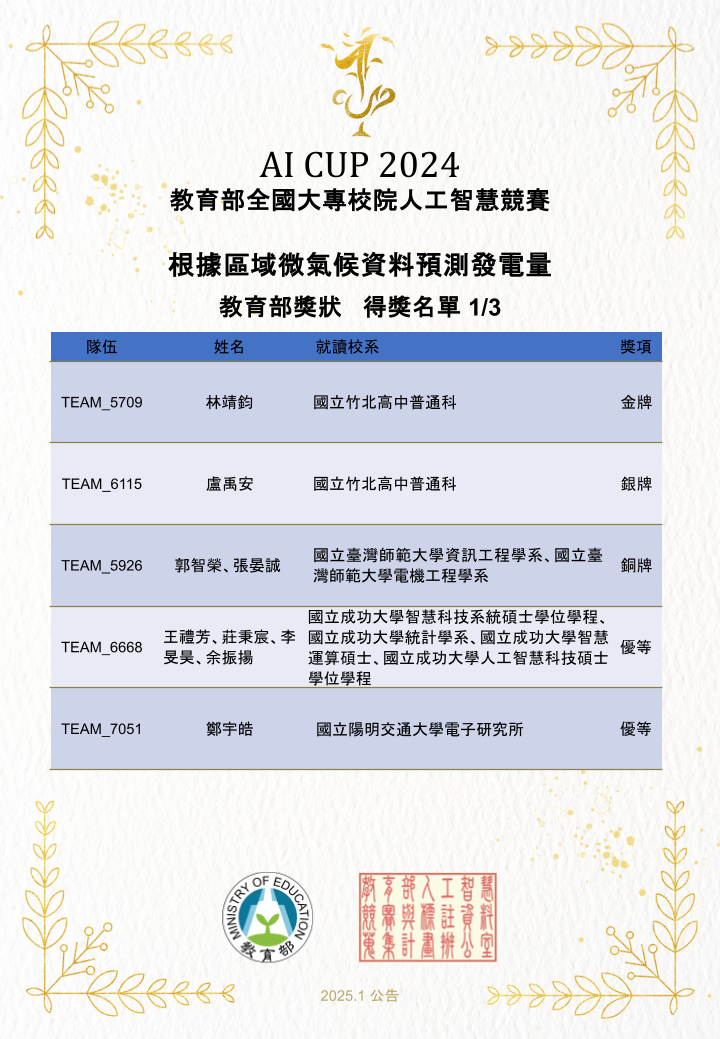 AI CUP 2024
教育部全國大專校院人工智慧競賽
根據區域微氣候資料預測發電量
教育部獎狀 得獎名單 1/3
隊伍 姓名 就讀校系 獎項
TEAM_5709 林靖鈞 國立竹北高中普通科 金牌
TEAM_6115 盧禹安 國立竹北高中普通科 銀牌
TEAM_5926 郭智榮、張晏誠 國立臺灣師範大學資訊工程學系、國立臺
灣師範大學電機工程學系 銅牌
TEAM_6668 王禮芳、莊秉宸、李
旻昊、余振揚 國立成功大學智慧科技系統碩士學位學程、
國立成功大學統計學系、國立成功大學智慧
運算碩士、國立成功大學人工智慧科技碩士
學位學程 優等
TEAM_7051 鄭宇皓 國立陽明交通大學電子研究所 優等
MINISTRY OF EDUCATION
教育部
教育部人工智慧
競賽與標註資料
蒐集計畫辦公室
2025.1 公告